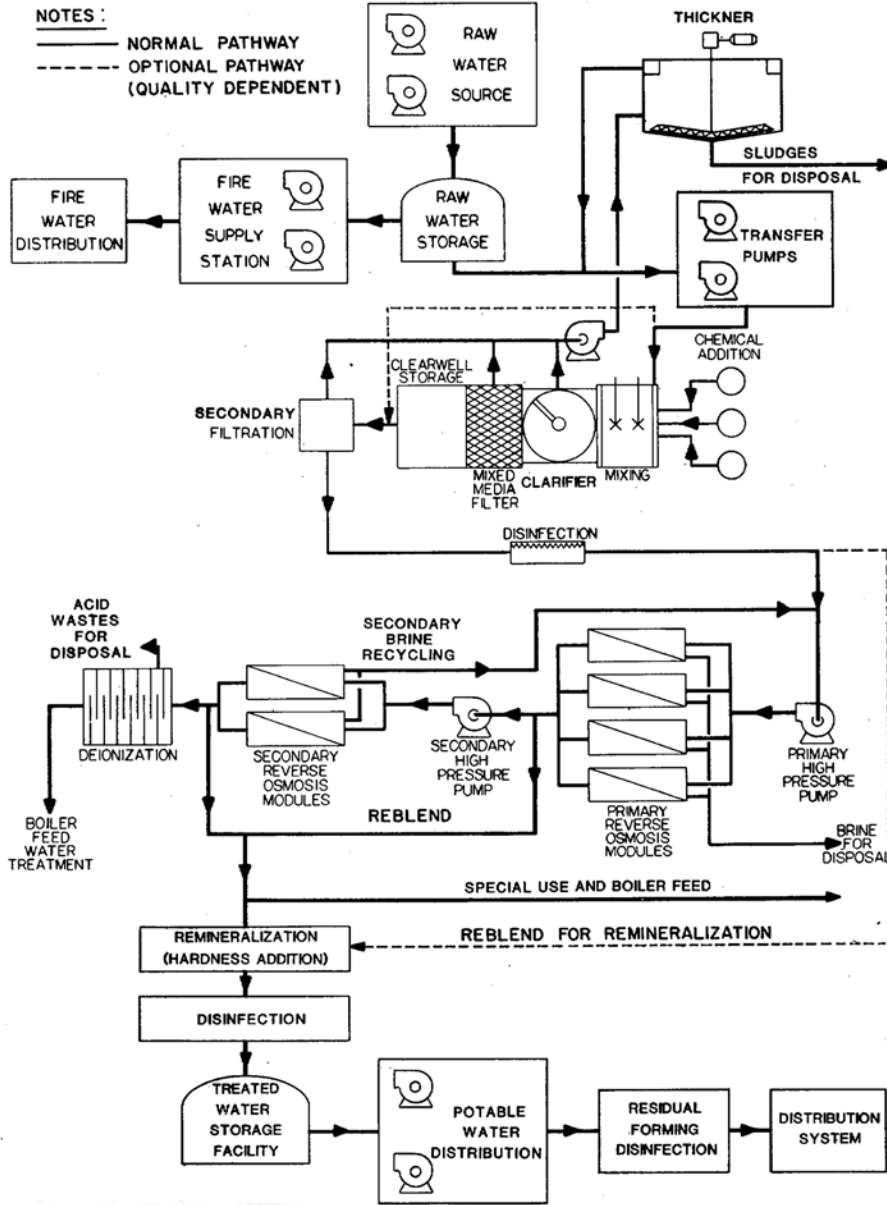 NOTES:
NORMAL PATHWAY
OPTIONAL PATHWAY
(QUALITY DEPENDENT)
RAW
WATER
SOURCE
THICKNER
SLUDGES
FOR DISPOSAL
FIRE
WATER
DISTRIBUTION
FIRE
WATER
SUPPLY
STATION
RAW
WATER
STORAGE
TRANSFER
PUMPS
CHEMICAL
ADDITION
CLEARWELL
STORAGE
SECONDARY
FILTRATION
MIXED
MEDIA
FILTER
CLARIFIER
MIXING
DISINFECTION
ACID
WASTES
FOR
DISPOSAL
SECONDARY
BRINE
RECYCLING
DEIONIZATION
SECONDARY
REVERSE
OSMOSIS
MODULES
SECONDARY
HIGH
PRESSURE
PUMP
PRIMARY
REVERSE
OSMOSIS
MODULES
PRIMARY
HIGH
PRESSURE
PUMP
BOILER
FEED
WATER
TREATMENT
REBLEND
BRINE
FOR
DISPOSAL
SPECIAL USE AND BOILER FEED
REMINERALIZATION
(HARDNESS ADDITION)
REBLEND FOR REMINERALIZATION
DISINFECTION
TREATED
WATER
STORAGE
FACILITY
POTABLE
WATER
DISTRIBUTION
RESIDUAL
FORMING
DISINFECTION
DISTRIBUTION
SYSTEM